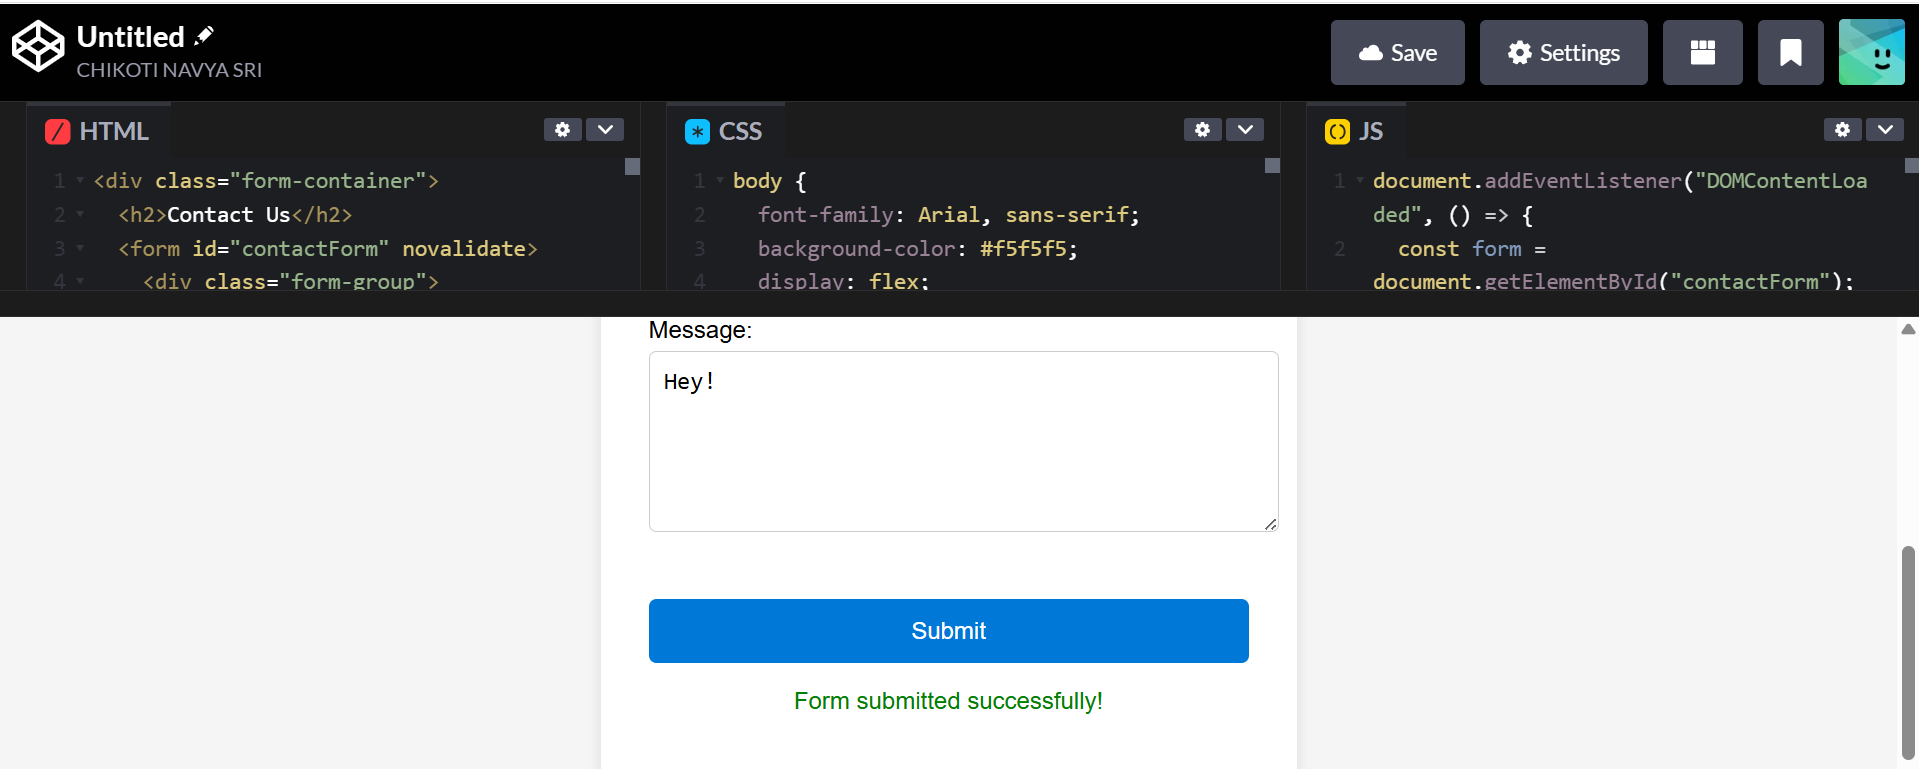 Untitled
CHIKOTI NAVYA SRI
Save
Settings
HTML
1 <div class="form-container">
2 <h2>Contact Us</h2>
3 <form id="contactForm" novalidate>
4 <div class="form-group">
CSS
1 body {
2 font-family: Arial, sans-serif;
3 background-color: #f5f5f5;
4 display: flex;
JS
1 document.addEventListener("DOMContentLoa
ded", () => {
2 const form =
document.getElementById("contactForm");
Message:
Hey!
Submit
Form submitted successfully!